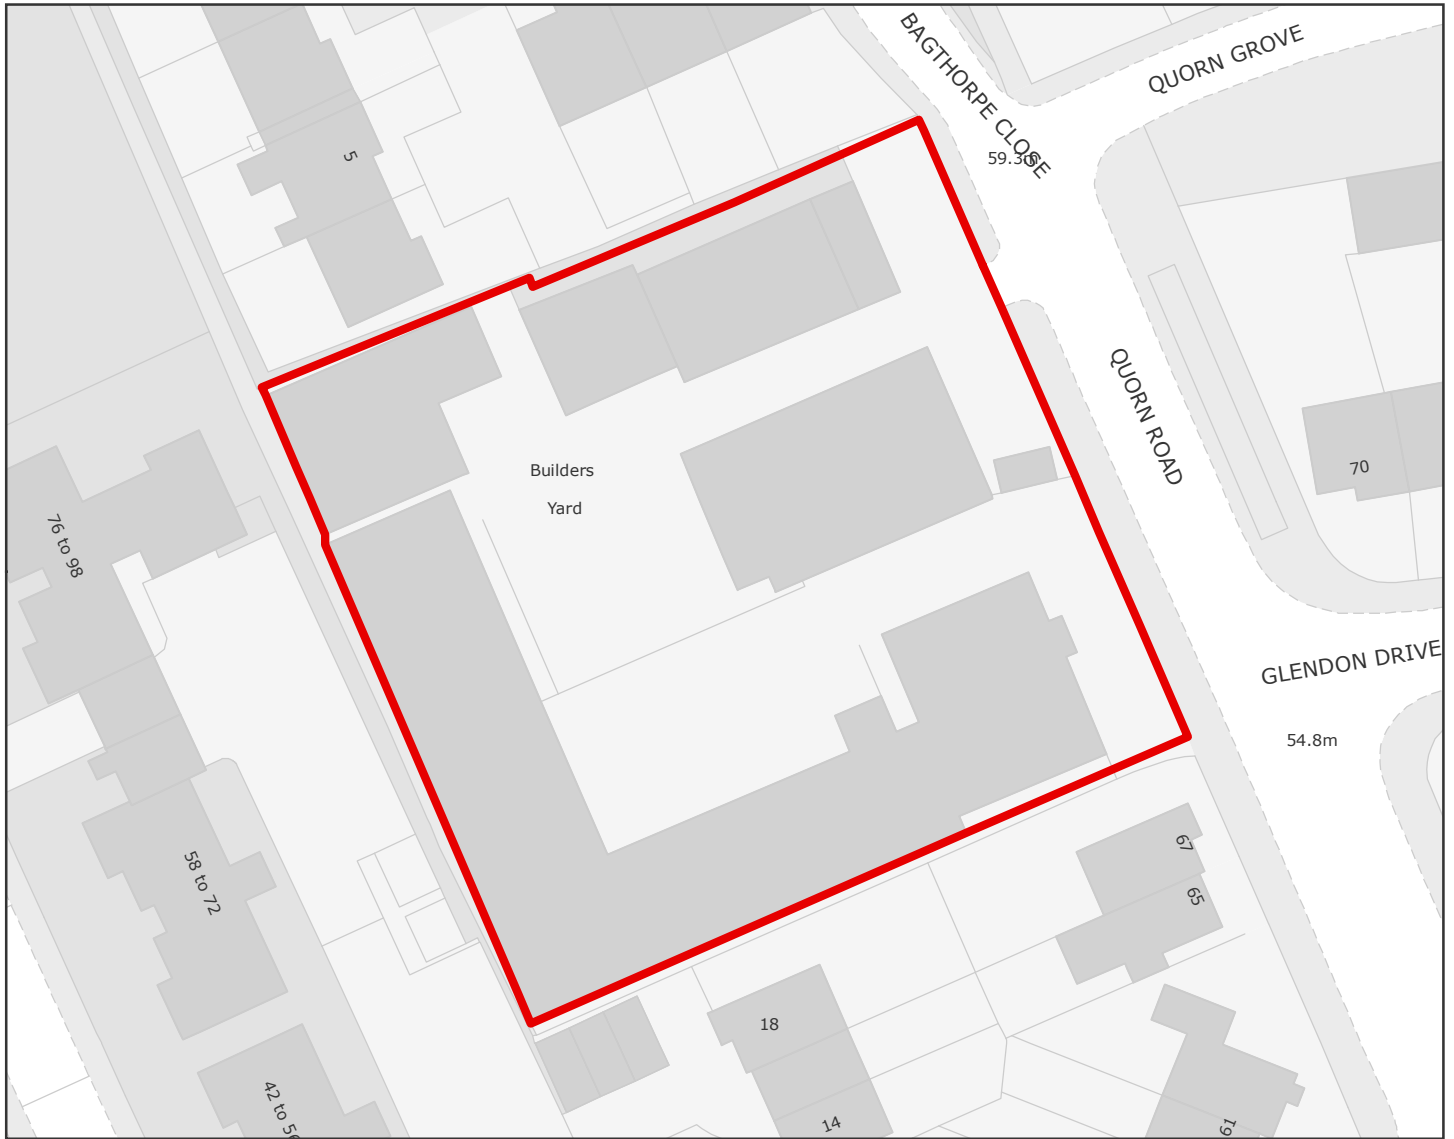 BAGTHORPE CLOSE
QUORN GROVE
59.3m
5
QUORN ROAD
Builders
Yard
70
76 to 98
GLENDON DRIVE
54.8m
67
58 to 72
65
18
42 to 56
14
61